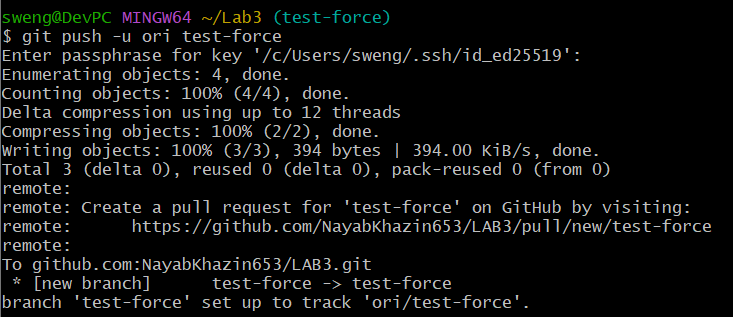 sweng@DevPC MINGW64 ~/Lab3 (test-force)
$ git push -u ori test-force
Enter passphrase for key '/c/Users/sweng/.ssh/id_ed25519':
Enumerating objects: 4, done.
Counting objects: 100% (4/4), done.
Delta compression using up to 12 threads
Compressing objects: 100% (2/2), done.
Writing objects: 100% (3/3), 394 bytes | 394.00 KiB/s, done.
Total 3 (delta 0), reused 0 (delta 0), pack-reused 0 (from 0)
remote:
remote: Create a pull request for 'test-force' on GitHub by visiting:
remote:      https://github.com/NayabKhazin653/LAB3/pull/new/test-force
remote:
To github.com:NayabKhazin653/LAB3.git
 * [new branch]      test-force -> test-force
branch 'test-force' set up to track 'ori/test-force'.